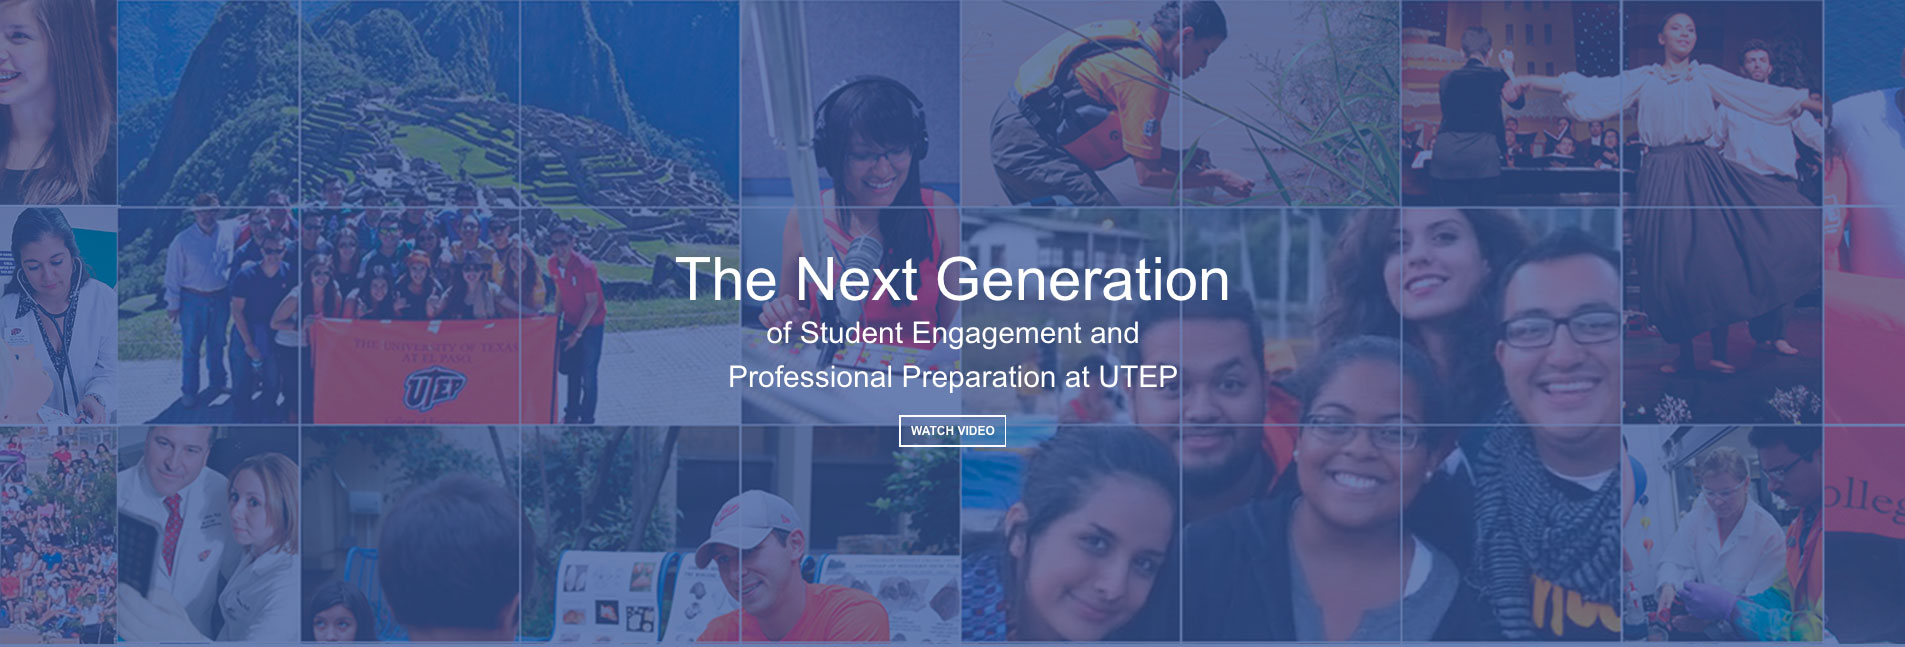 The Next Generation
of Student Engagement and
Professional Preparation at UTEP
WATCH VIDEO
THE UNIVERSITY OF TEXAS
AT EL PASO
UTEP